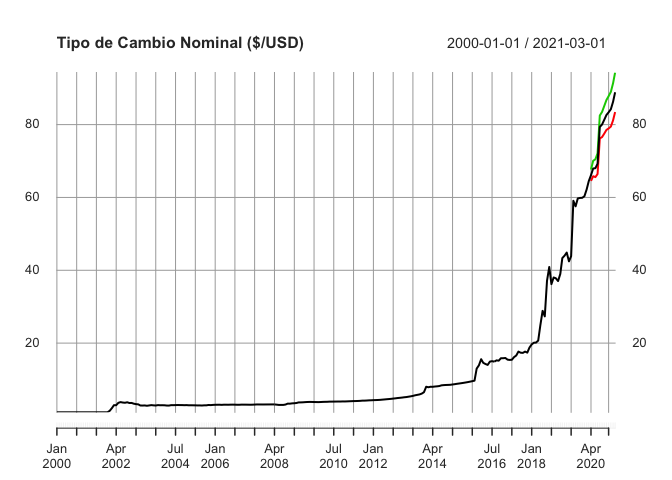 Tipo de Cambio Nominal ($/USD) 2000-01-01 / 2021-03-01
80 80
60 60
40 40
20 20
Jan Apr Jul Jan Apr Jul Jan Apr Jul Jan Apr
2000 2002 2004 2006 2008 2010 2012 2014 2016 2018 2020